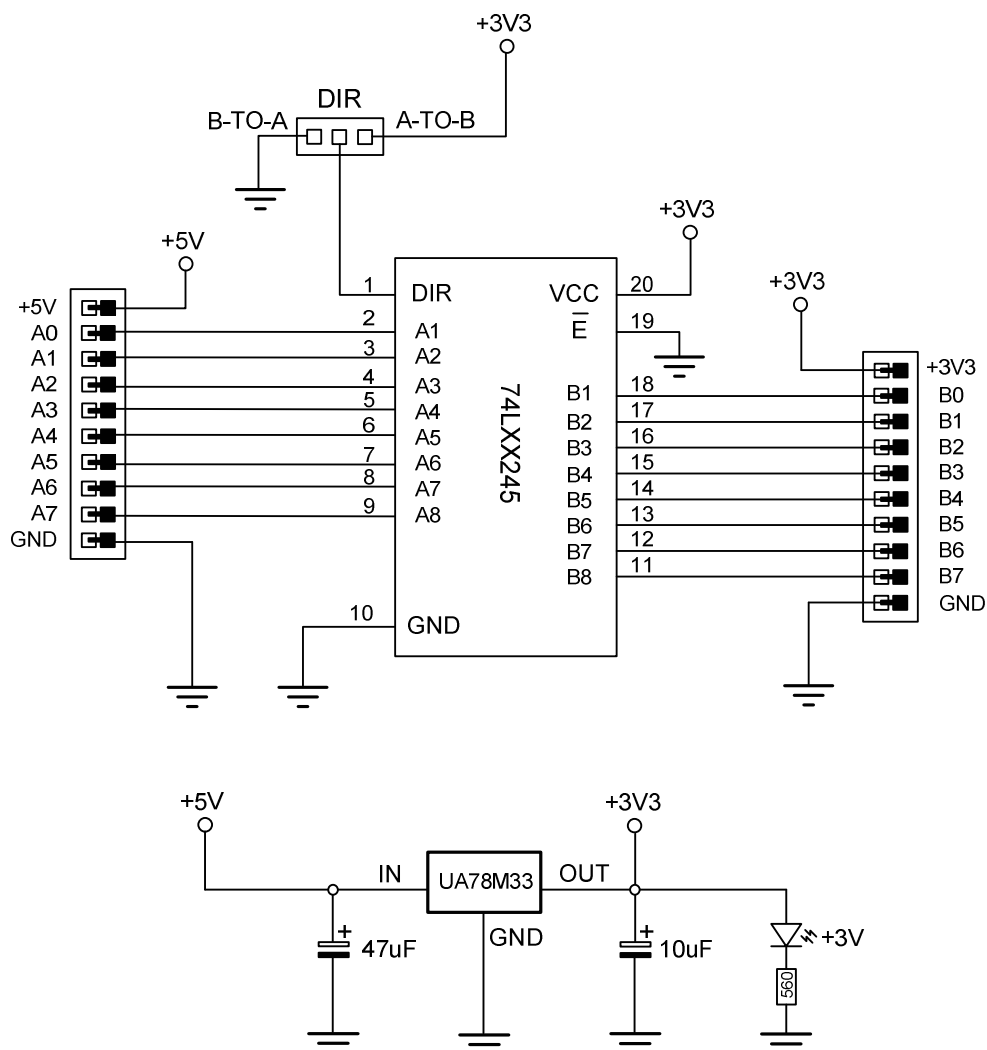 +3V3
DIR
B-TO-A A-TO-B
+3V3
+5V
+3V3
1 DIR VCC 20
+5V
A0 2 A1 E 19
A1 3 A2
A2 4 A3 B1 18 +3V3
A3 5 A4 B2 17 B0
A4 6 A5 B3 16 B1
A5 7 A6 B4 15 B2
A6 8 A7 B5 14 B3
A7 9 A8 B6 13 B4
GND B7 12 B5
B8 11 B6
B7
10 GND GND
74LXX245
+5V +3V3
IN UA78M33 OUT
GND
+ 47uF + 10uF +3V
560